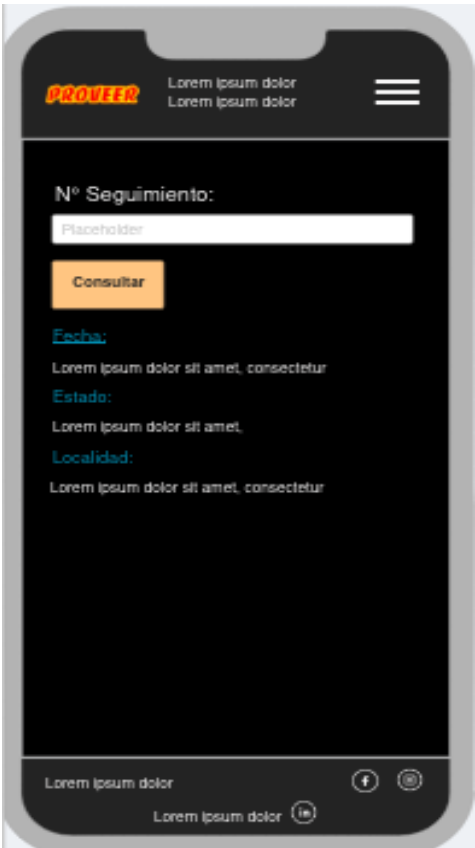 PROVEER
Lorem ipsum dolor
Lorem ipsum dolor
Nº Seguimiento:
Placeholder
Consultar
Fecha:
Lorem ipsum dolor sit amet, consectetur
Estado:
Lorem ipsum dolor sit amet,
Localidad:
Lorem ipsum dolor sit amet, consectetur
Lorem ipsum dolor
Lorem ipsum dolor